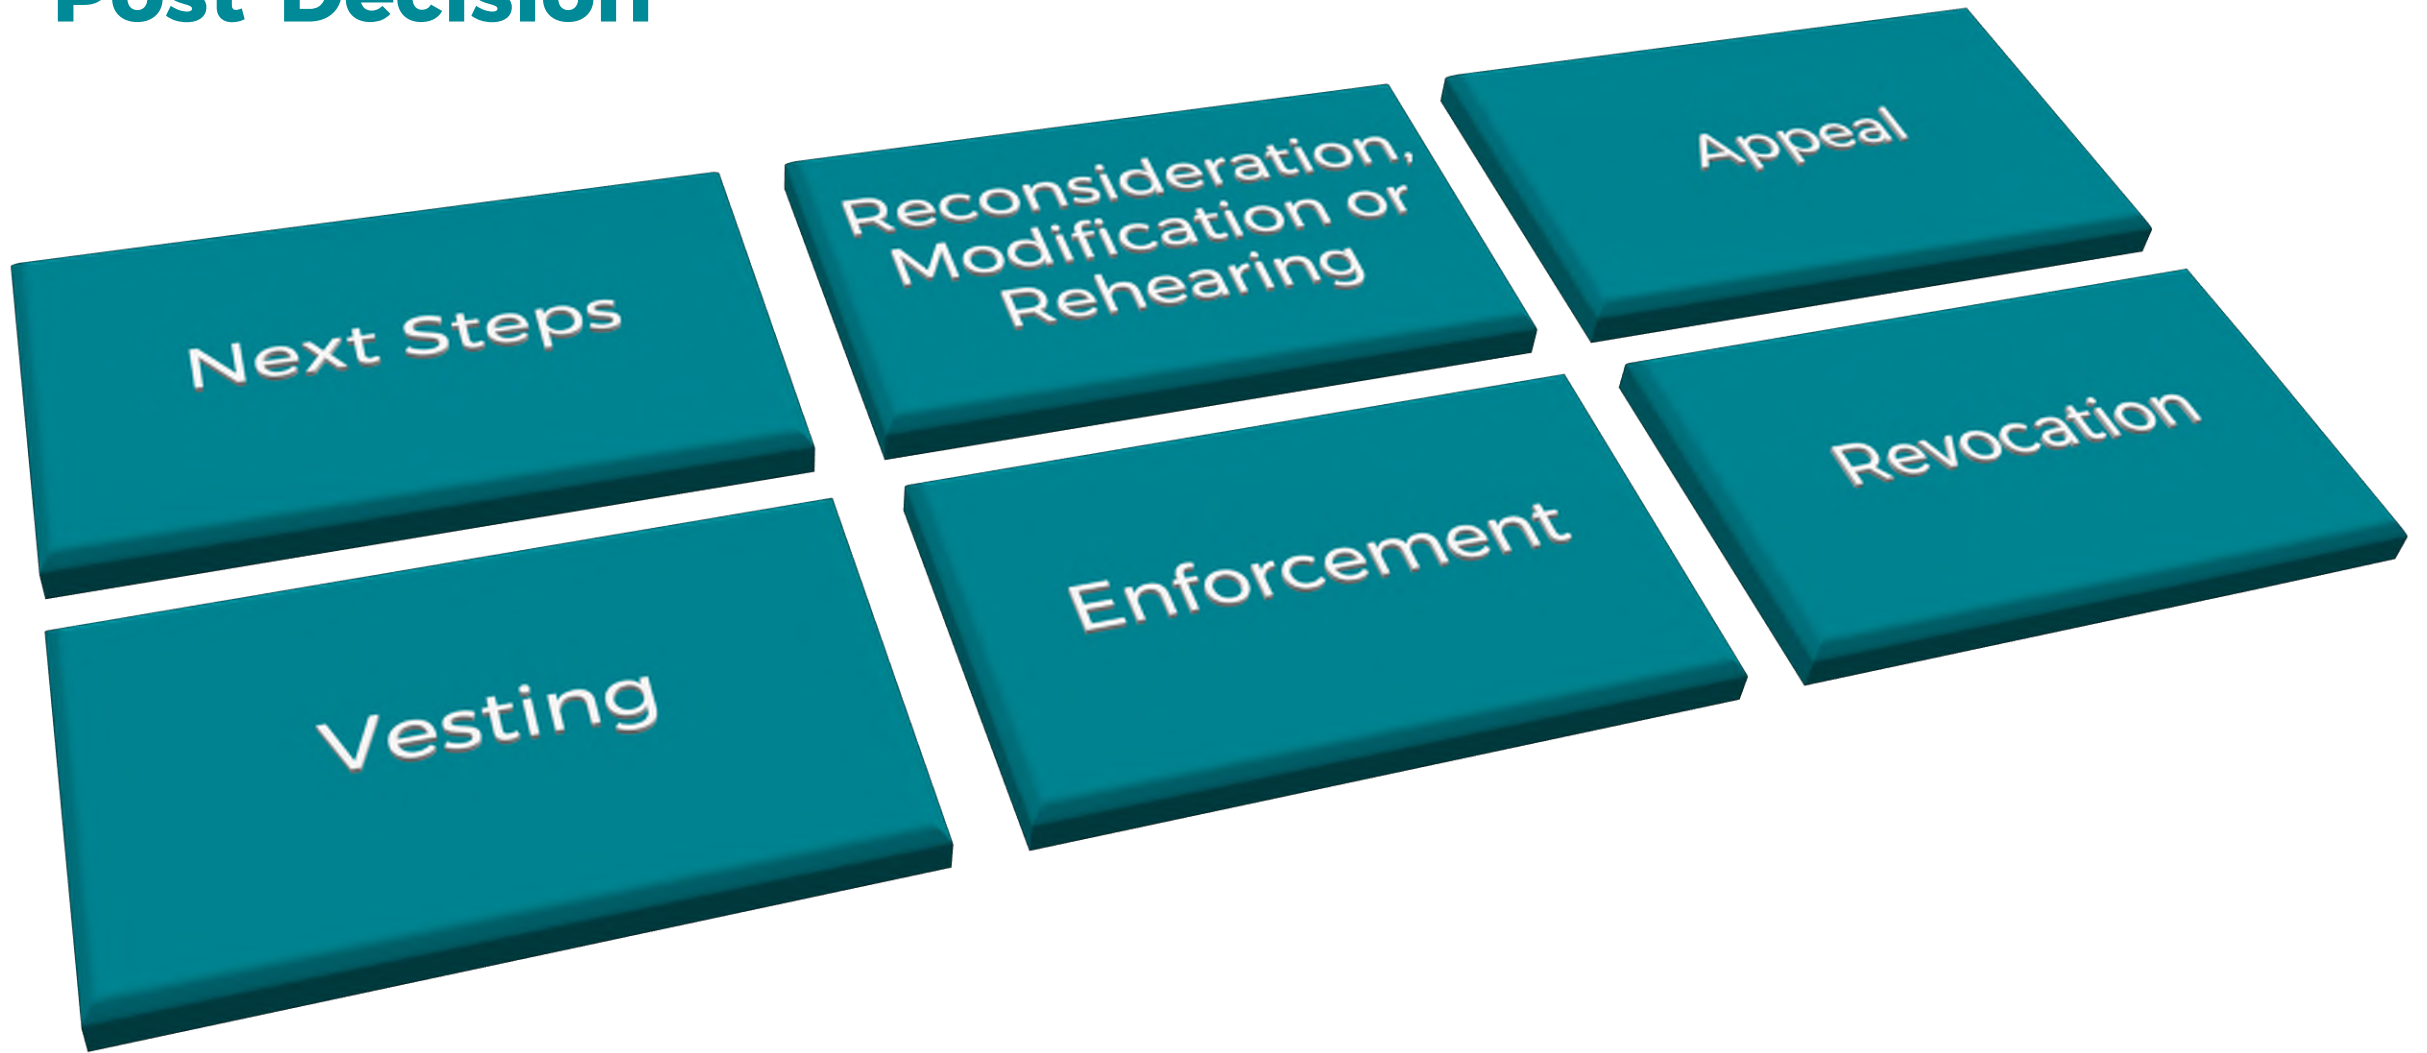 Post Decision
Next Steps
Reconsideration,
Modification or
Rehearing
Appeal
Vesting
Enforcement
Revocation